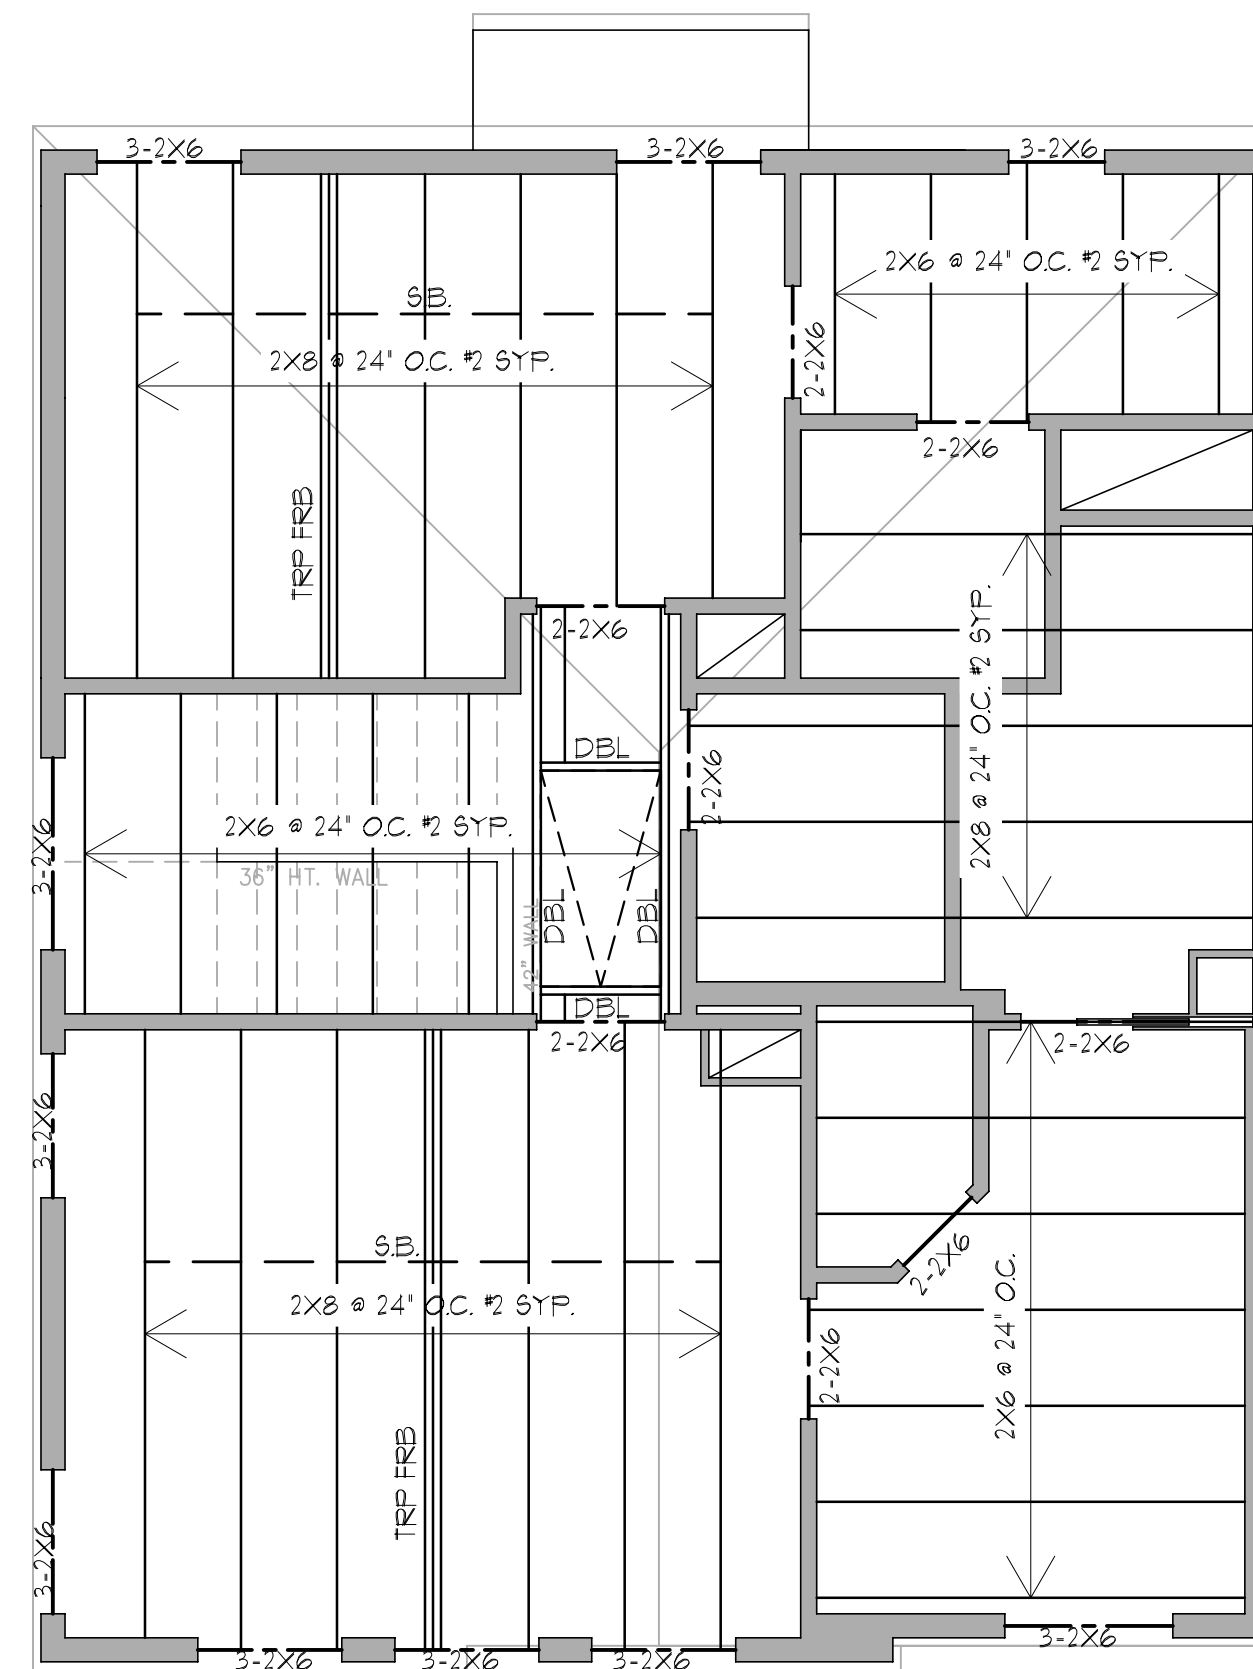 3-2X6
3-2X6
3-2X6
2X6 @ 24" O.C. #2 SYP.
S.B.
2-2X6
2X8 @ 24" O.C. #2 SYP.
2-2X6
TRP FRB
2-2X6
2X8 @ 24" O.C. #2 SYP.
DBL
2-2X6
2X6 @ 24" O.C. #2 SYP.
3-2X6
36" HT. WALL
DBL
DBL
42" WALL
DBL
2-2X6
2-2X6
3-2X6
S.B.
2-2X6
2X8 @ 24" O.C. #2 SYP.
2X6 @ 24" O.C.
2-2X6
TRP FRB
3-2X6
3-2X6
3-2X6
3-2X6
3-2X6